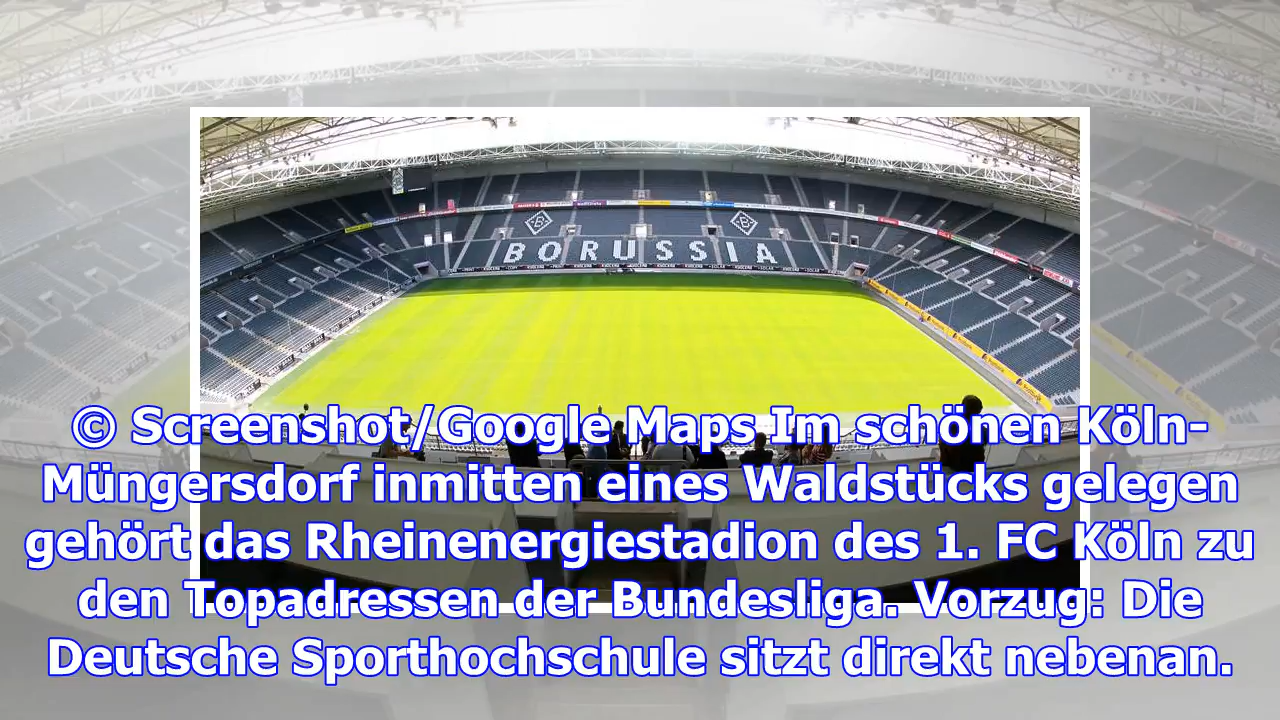 B B
BORUSSIA
© Screenshot/Google Maps Im schönen Köln-
Müngersdorf inmitten eines Waldstücks gelegen
gehört das Rheinenergiestadion des 1. FC Köln zu
den Topadressen der Bundesliga. Vorzug: Die
Deutsche Sporthochschule sitzt direkt nebenan.